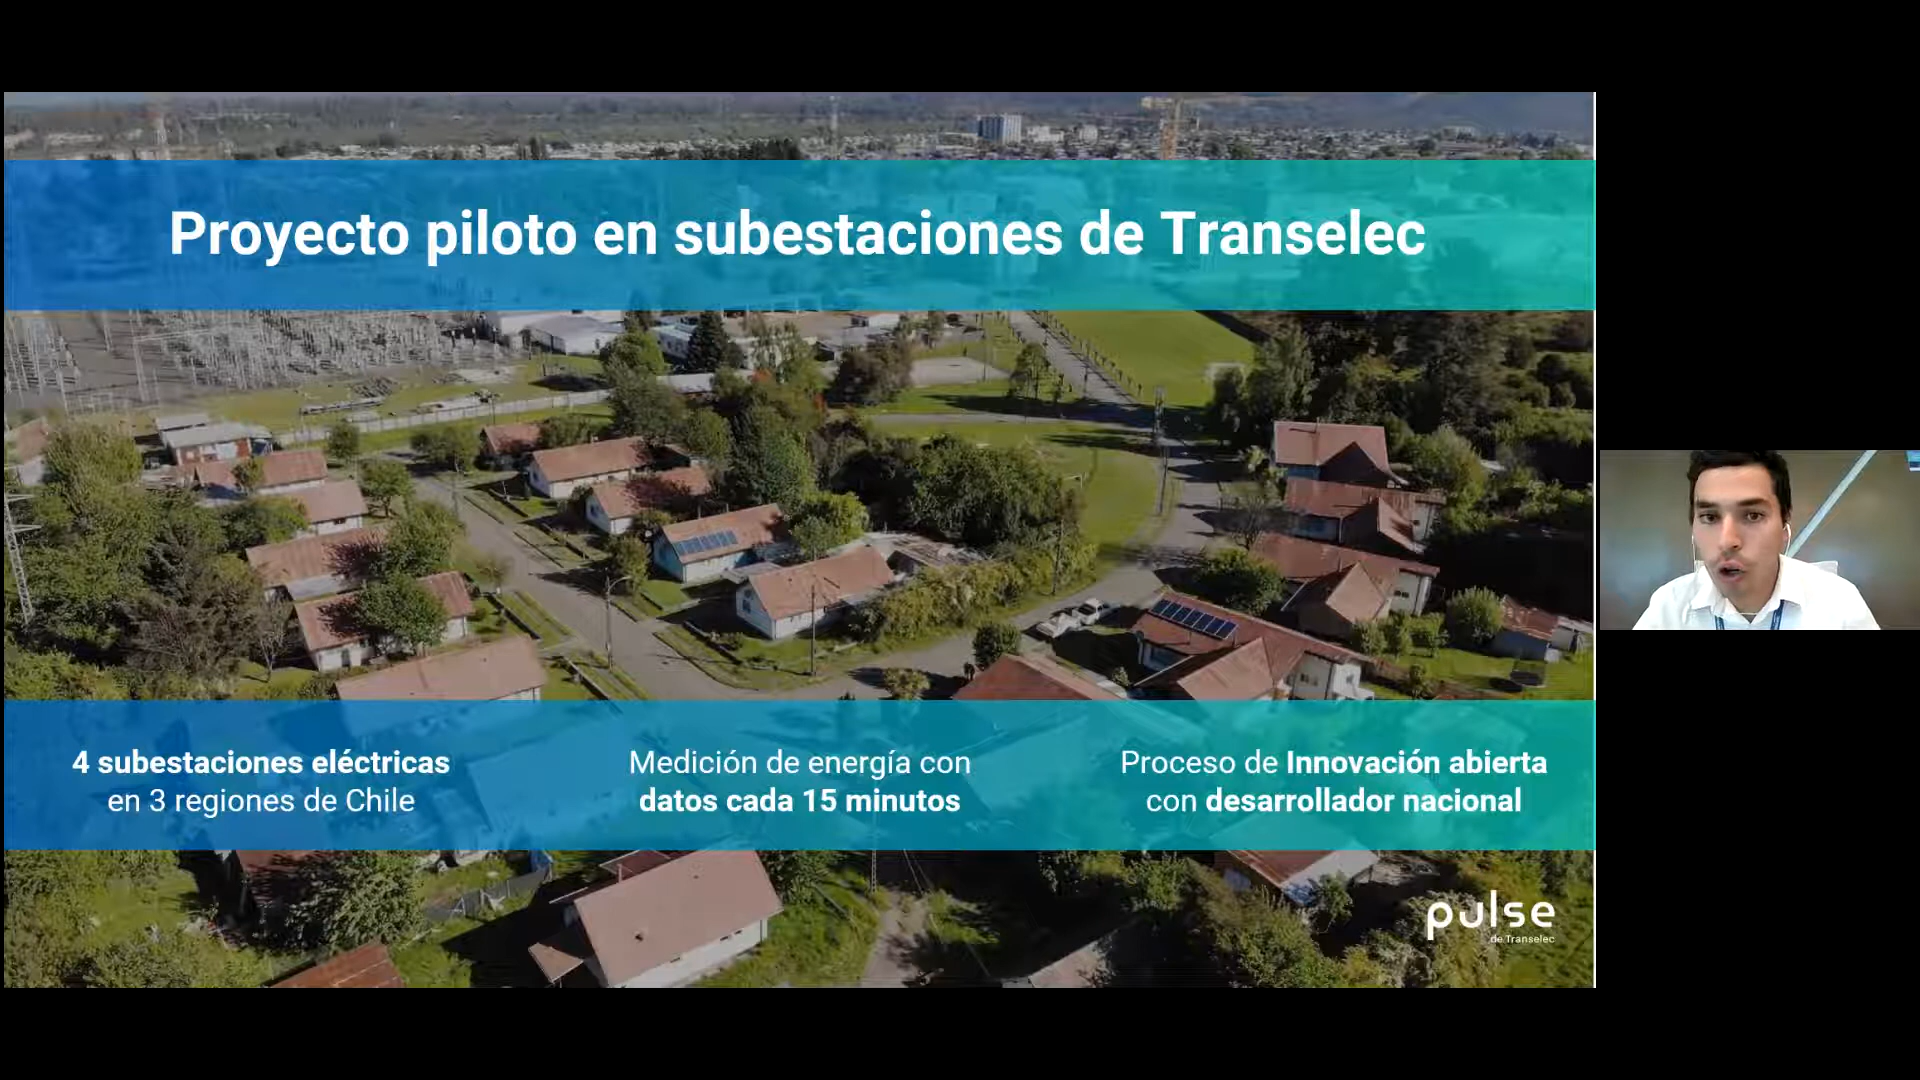 Proyecto piloto en subestaciones de Transelec
4 subestaciones eléctricas
en 3 regiones de Chile
Medición de energía con
datos cada 15 minutos
Proceso de Innovación abierta
con desarrollador nacional
pulse
de Transelec